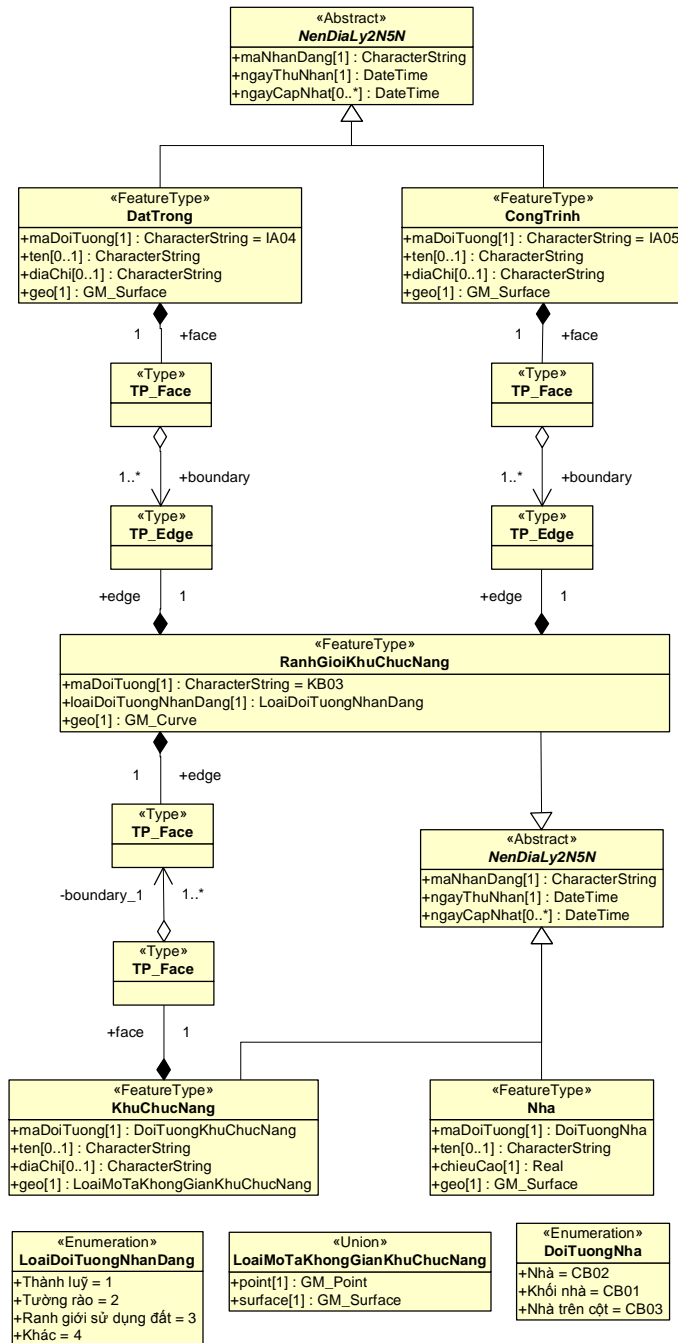 «Abstract»
NenDiaLy2N5N
+maNhanDang[1] : CharacterString
+ngayThuNhan[1] : DateTime
+ngayCapNhat[0..*] : DateTime
«FeatureType»
DatTrong
+maDoiTuong[1] : CharacterString = IA04
+ten[0..1] : CharacterString
+diaChi[0..1] : CharacterString
+geo[1] : GM_Surface
«FeatureType»
CongTrinh
+maDoiTuong[1] : CharacterString = IA05
+ten[0..1] : CharacterString
+diaChi[0..1] : CharacterString
+geo[1] : GM_Surface
1 +face
1 +face
«Type»
TP_Face
«Type»
TP_Face
1..* +boundary
1..* +boundary
«Type»
TP_Edge
«Type»
TP_Edge
+edge 1
+edge 1
«FeatureType»
RanhGioiKhuChucNang
+maDoiTuong[1] : CharacterString = KB03
+loaiDoiTuongNhanDang[1] : LoaiDoiTuongNhanDang
+geo[1] : GM_Curve
1 +edge
«Type»
TP_Face
«Abstract»
NenDiaLy2N5N
+maNhanDang[1] : CharacterString
+ngayThuNhan[1] : DateTime
+ngayCapNhat[0..*] : DateTime
-boundary_1 1..*
«Type»
TP_Face
+face 1
«FeatureType»
KhuChucNang
+maDoiTuong[1] : DoiTuongKhuChucNang
+ten[0..1] : CharacterString
+diaChi[0..1] : CharacterString
+geo[1] : LoaiMoTaKhongGianKhuChucNang
«FeatureType»
Nha
+maDoiTuong[1] : DoiTuongNha
+ten[0..1] : CharacterString
+chieuCao[1] : Real
+geo[1] : GM_Surface
«Enumeration»
LoaiDoiTuongNhanDang
+Thành luỹ = 1
+Tường rào = 2
+Ranh giới sử dụng đất = 3
+Khác = 4
«Union»
LoaiMoTaKhongGianKhuChucNang
+point[1] : GM_Point
+surface[1] : GM_Surface
«Enumeration»
DoiTuongNha
+Nhà = CB02
+Khối nhà = CB01
+Nhà trên cột = CB03